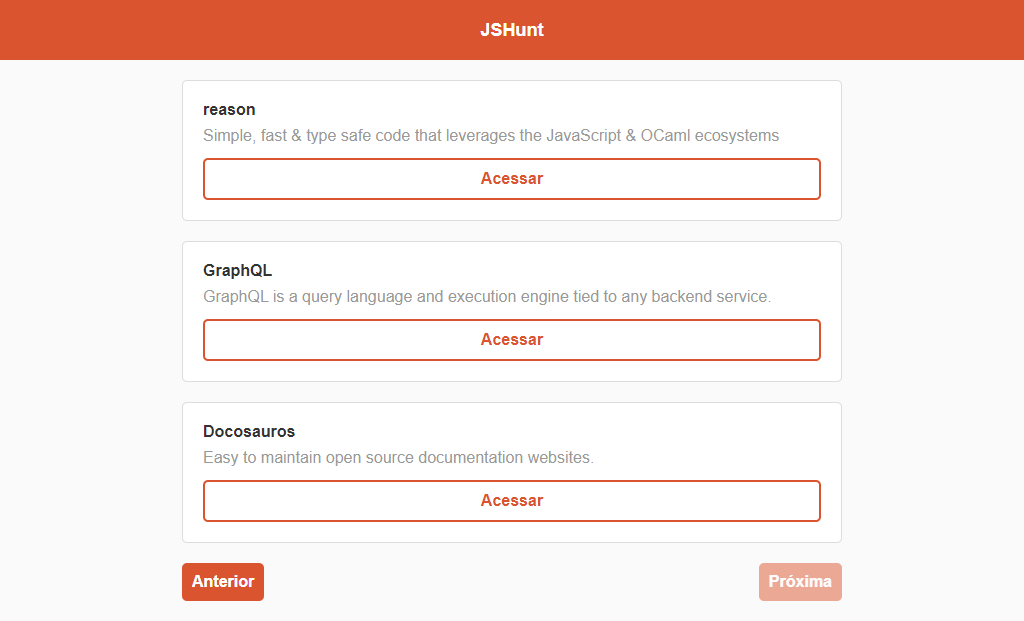 JSHunt
reason
Simple, fast & type safe code that leverages the JavaScript & OCaml ecosystems
Acessar
GraphQL
GraphQL is a query language and execution engine tied to any backend service.
Acessar
Docosauros
Easy to maintain open source documentation websites.
Acessar
Anterior
Próxima